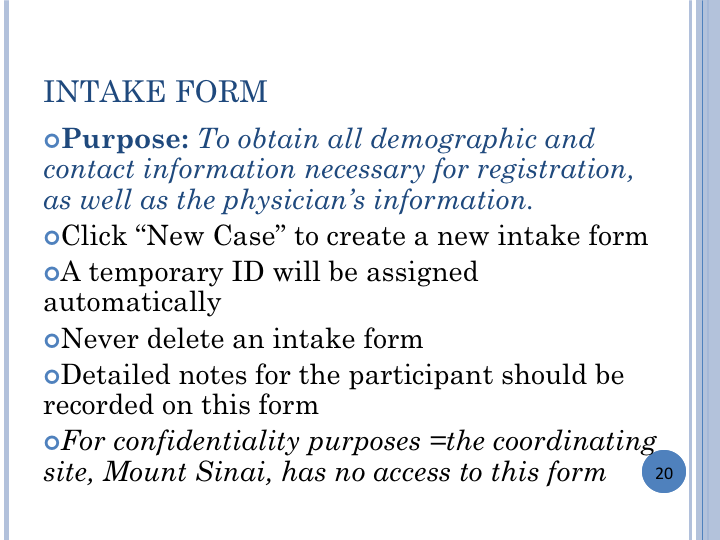 INTAKE FORM
Purpose: To obtain all demographic and
contact information necessary for registration,
as well as the physician’s information.
Click “New Case” to create a new intake form
A temporary ID will be assigned
automatically
Never delete an intake form
Detailed notes for the participant should be
recorded on this form
For confidentiality purposes =the coordinating
site, Mount Sinai, has no access to this form
20